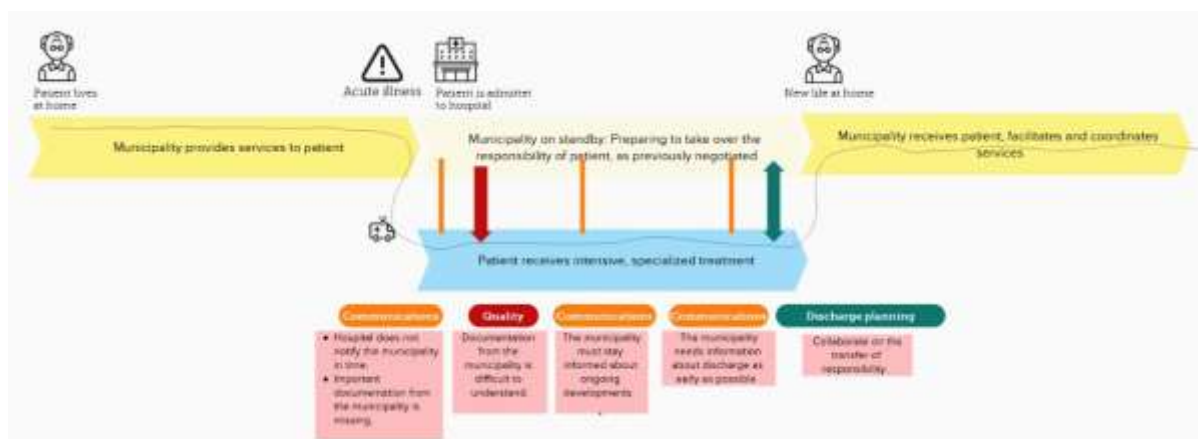 Patient lives
at home
Acute illness
Patient is admitted
to hospital
New life at home
Municipality provides services to patient
Municipality on standby: Preparing to take over the
responsibility of patient, as previously negotiated
Municipality receives patient, facilitates and coordinates
services
Patient receives intensive, specialized treatment
Communications
• Hospital does not
notify the municipality
in time.
• Important
documentation from
the municipality is
missing.
Quality
Documentation
from the
municipality is
difficult to
understand.
Communications
The municipality
must stay
informed about
ongoing
developments
Communications
The municipality
needs information
about discharge as
early as possible
Discharge planning
Collaborate on the
transfer of
responsibility